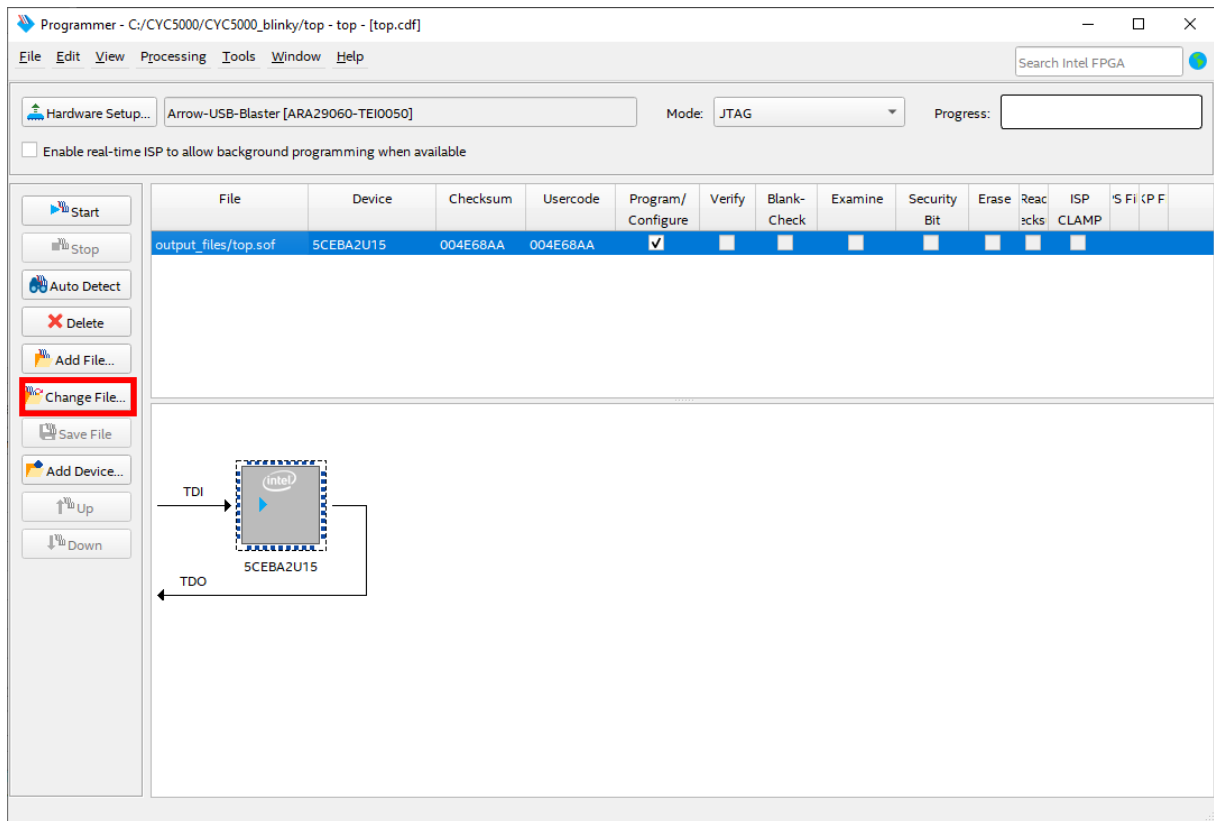 Programmer - C:/CYC5000/CYC5000_blinky/top - top - [top.cdf]
File Edit View Processing Tools Window Help
Search Intel FPGA
Hardware Setup... Arrow-USB-Blaster [ARA29060-TEI0050] Mode: JTAG Progress:
Enable real-time ISP to allow background programming when available
Start
Stop
Auto Detect
Delete
Add File...
Change File...
Save File
Add Device...
Up
Down
File Device Checksum Usercode Program/ Verify Blank- Examine Security Erase ISP
Configure Check Bit CLAMP
output_files/top.sof 5CEBA2U15 004E68AA 004E68AA
intel
TDI
5CEBA2U15
TDO